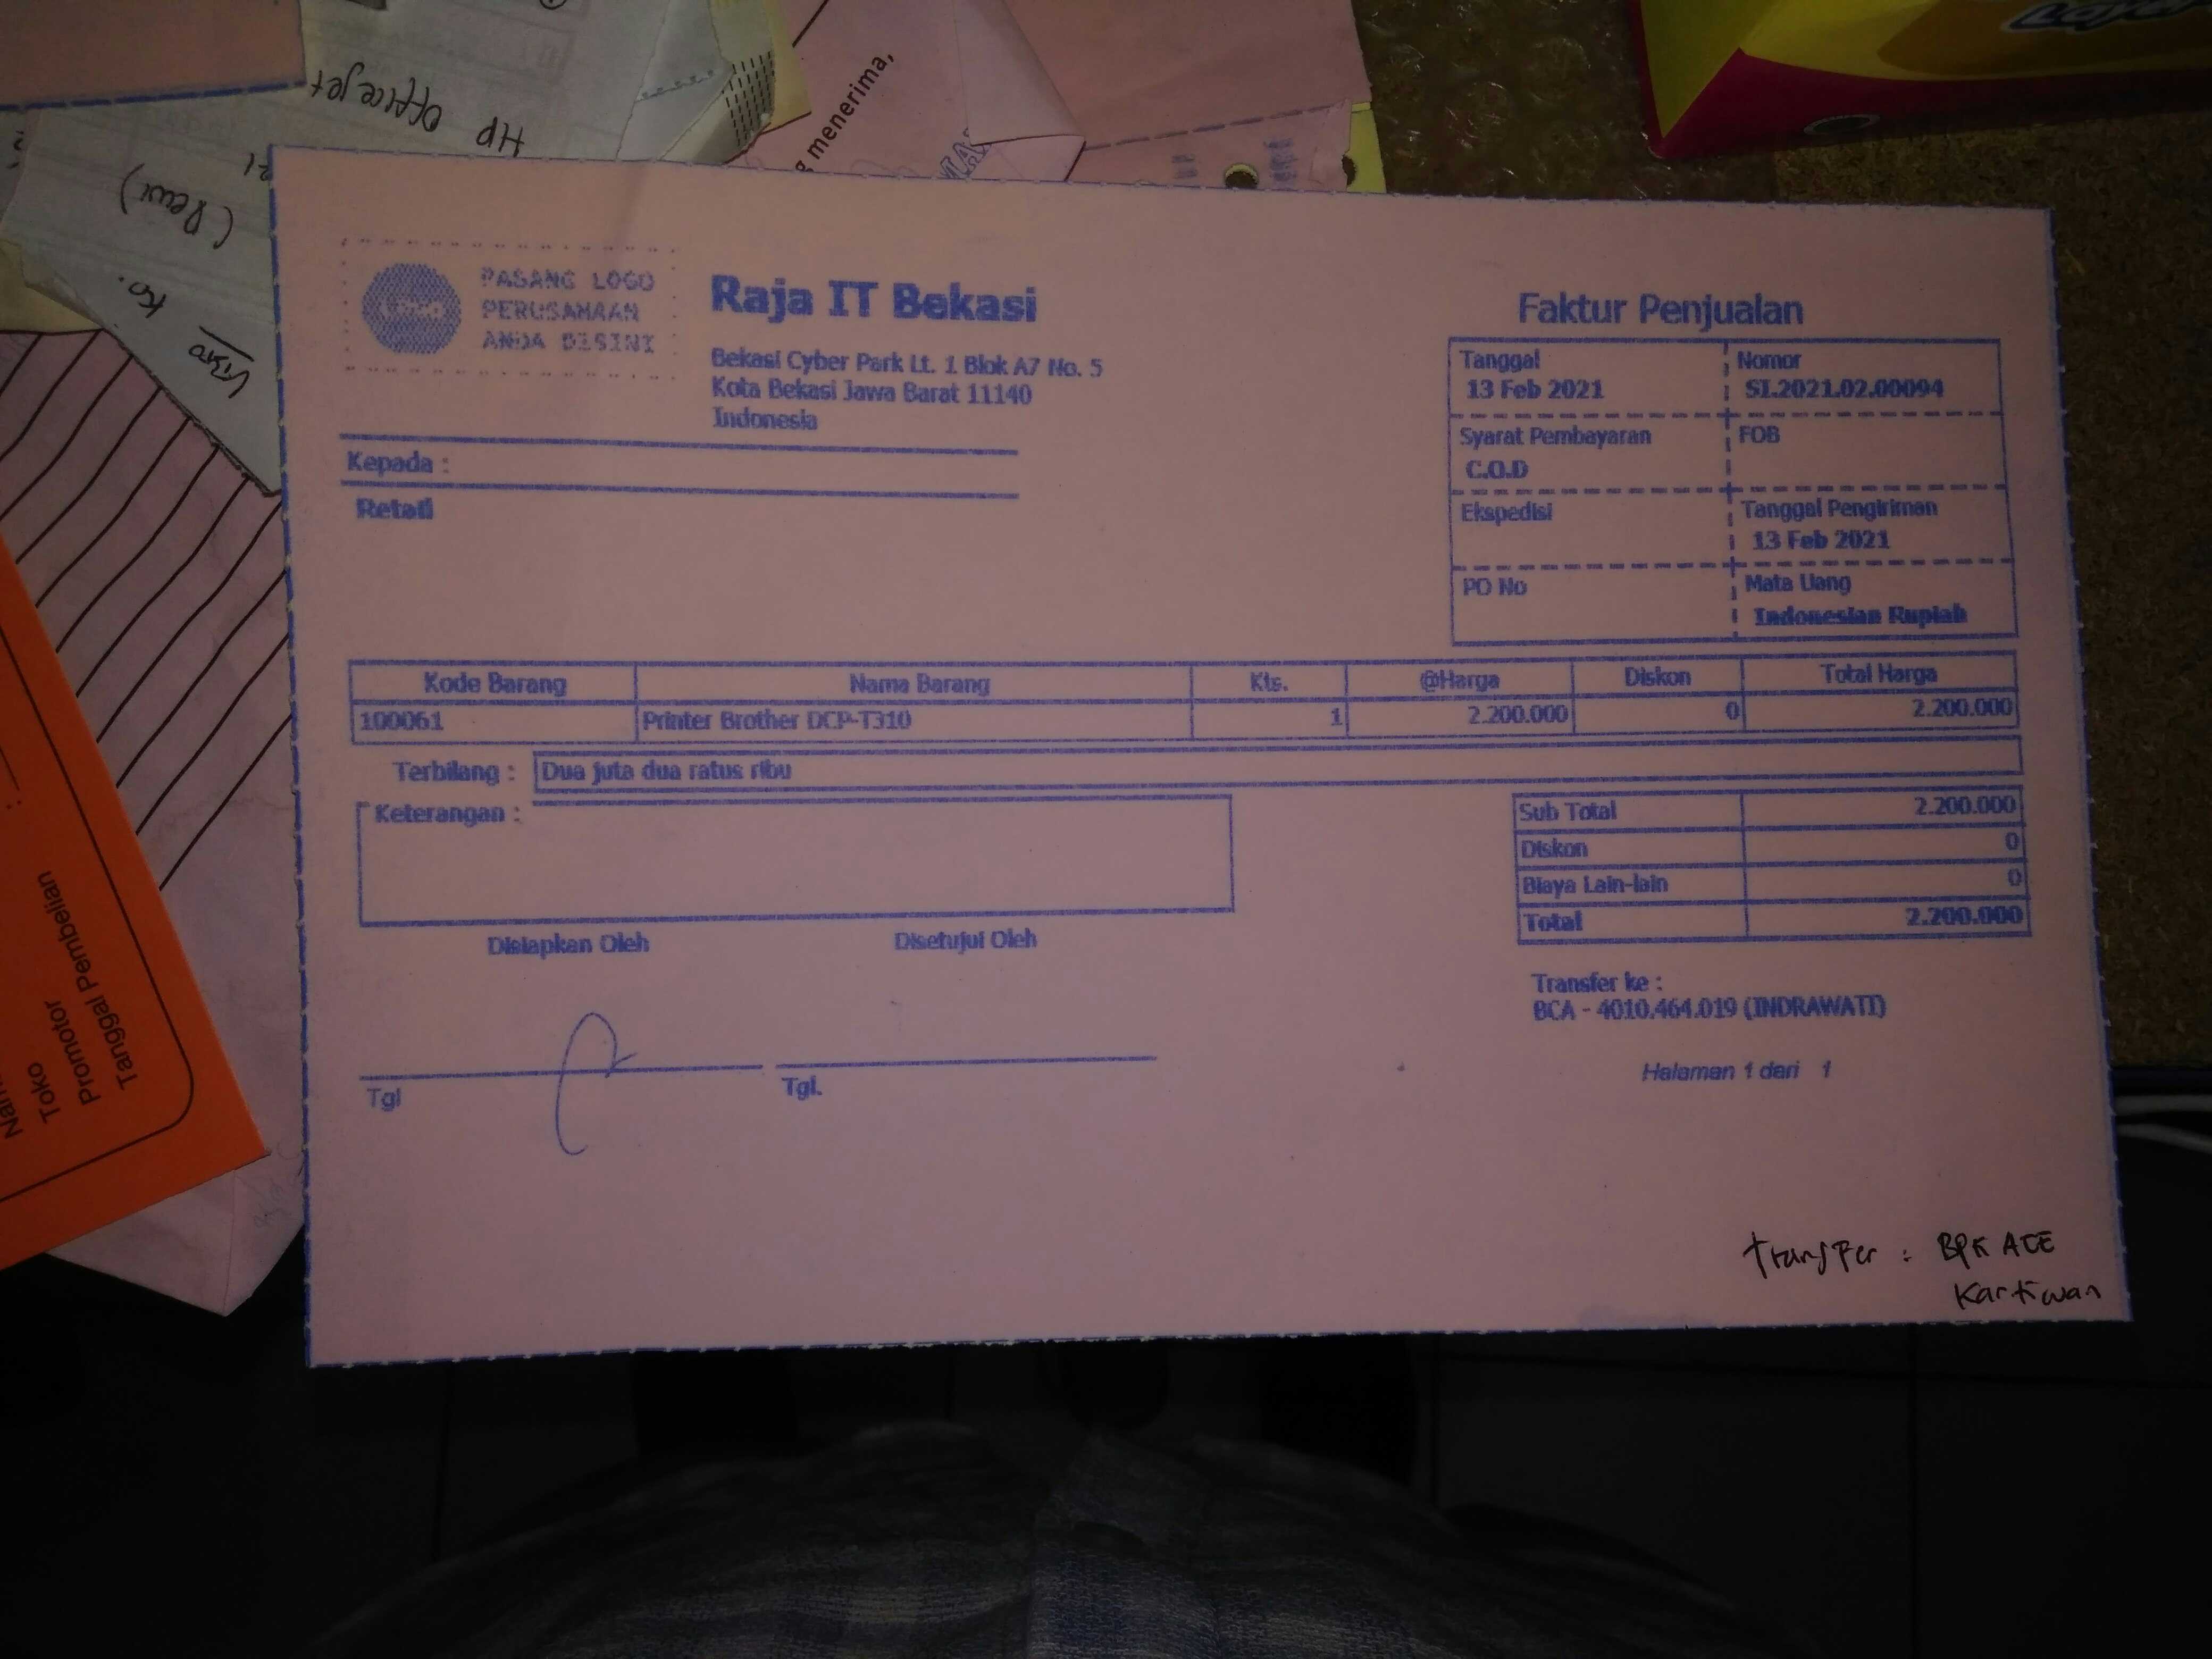 HP Officejet
(Dewi)
menerima,
PASANG LOGO
PERUSAHAAN
ANDA DISINI
Raja IT Bekasi
Bekasi Cyber Park Lt. 1 Blok A7 No. 5
Kota Bekasi Jawa Barat 11140
Indonesia
Kepada :
Retail
Faktur Penjualan
Tanggal Nomor
13 Feb 2021 SI.2021.02.00094
Syarat Pembayaran FOB
C.O.D
Ekspedisi Tanggal Pengiriman
13 Feb 2021
PO No Mata Uang
Indonesian Rupiah
Kode Barang Nama Barang Kts. @Harga Diskon Total Harga
100061 Printer Brother DCP-T310 1 2.200.000 0 2.200.000
Terbilang : Dua juta dua ratus ribu
Keterangan :
Sub Total 2.200.000
Diskon 0
Biaya Lain-lain 0
Total 2.200.000
Disiapkan Oleh Disetujui Oleh
Tgl Tgl.
Transfer ke :
BCA - 4010.464.019 (INDRAWATI)
Halaman 1 dari 1
Transfer : BPK ACE
Kartiwan
Toko
Promotor
Tanggal Pembelian